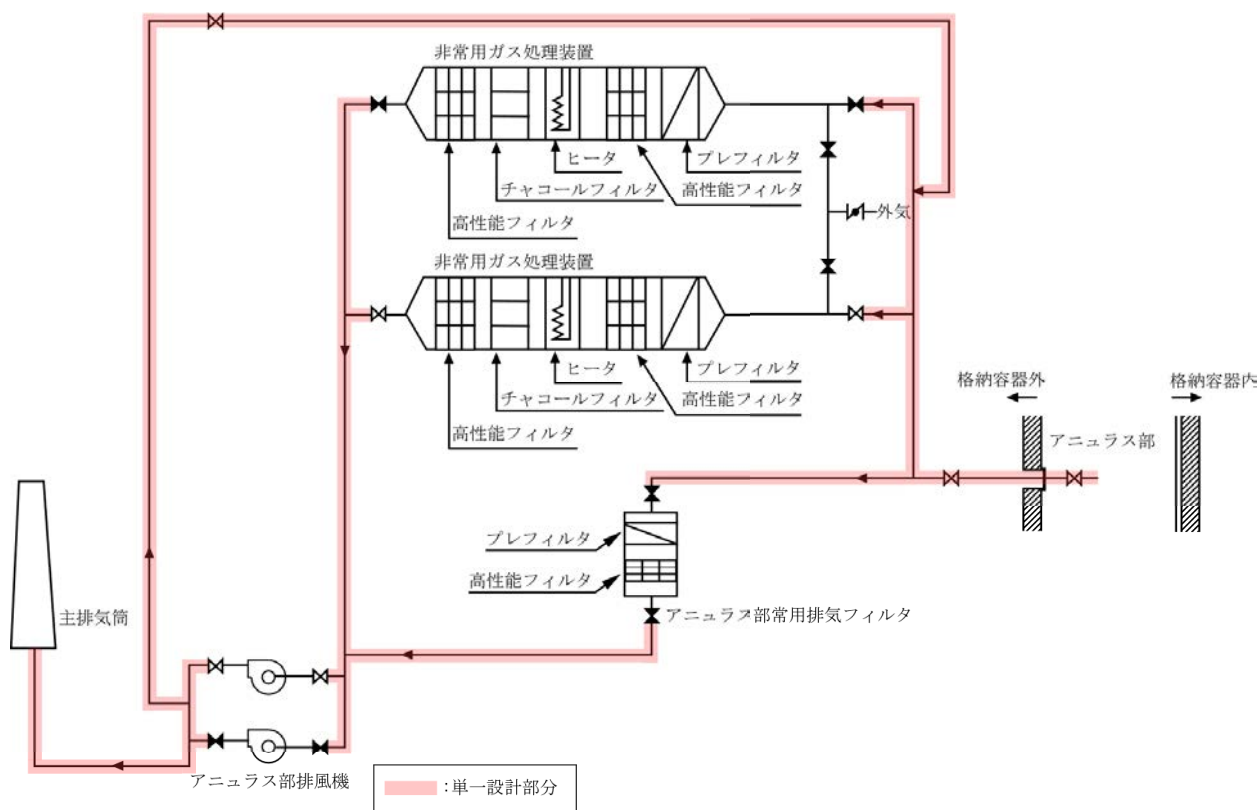 非常用ガス処理装置
ヒータ
プレフィルタ
チャコールフィルタ
高性能フィルタ
高性能フィルタ
外気
非常用ガス処理装置
ヒータ
プレフィルタ
チャコールフィルタ
高性能フィルタ
高性能フィルタ
格納容器外
格納容器内
アニュラス部
プレフィルタ
高性能フィルタ
アニュラス部常用排気フィルタ
主排気筒
アニュラス部排風機
:単一設計部分